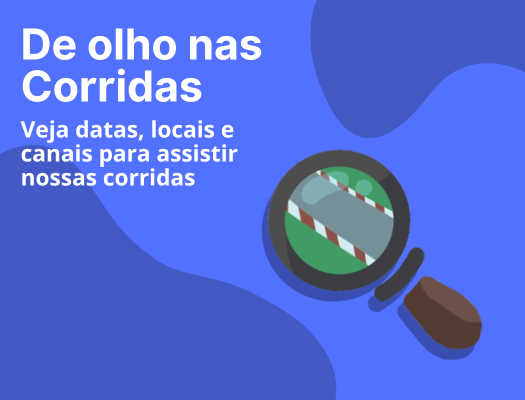 De olho nas
Corridas
Veja datas, locais e
canais para assistir
nossas corridas